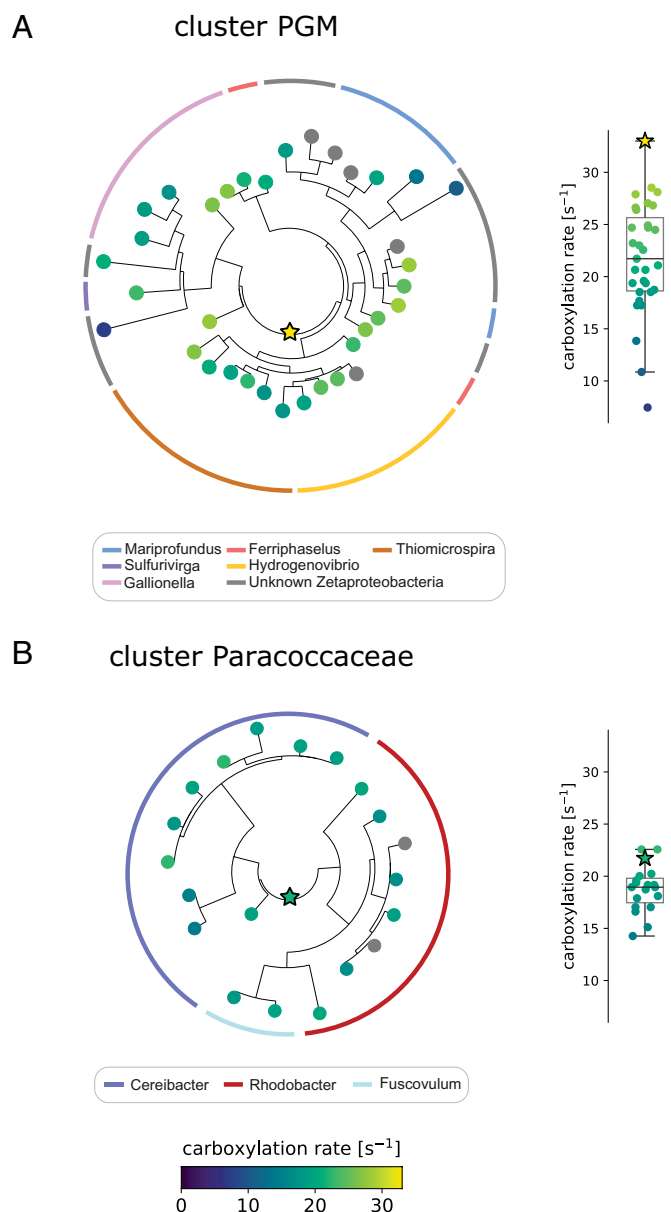 A
cluster PGM
carboxylation rate [s⁻¹]
30
25
20
15
10
Mariprofundus
Ferriphaselus
Thiomicrospira
Sulfurivirga
Hydrogenovibrio
Gallionella
Unknown Zetaproteobacteria
B
cluster Paracoccaceae
carboxylation rate [s⁻¹]
30
25
20
15
10
Cereibacter
Rhodobacter
Fuscovulum
carboxylation rate [s⁻¹]
0
10
20
30